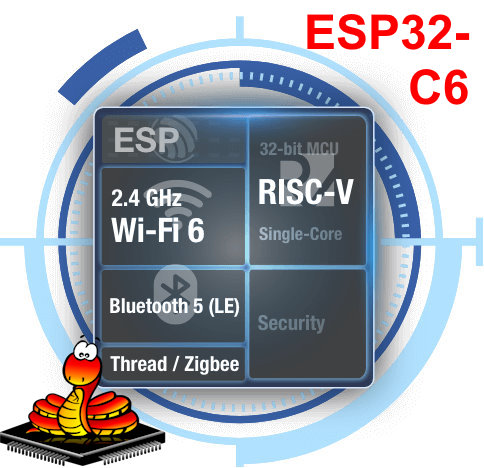 ESP32-
C6
ESP
32-bit MCU
RISC-V
Single-Core
2.4 GHz
Wi-Fi 6
Bluetooth 5 (LE)
Security
Thread / Zigbee